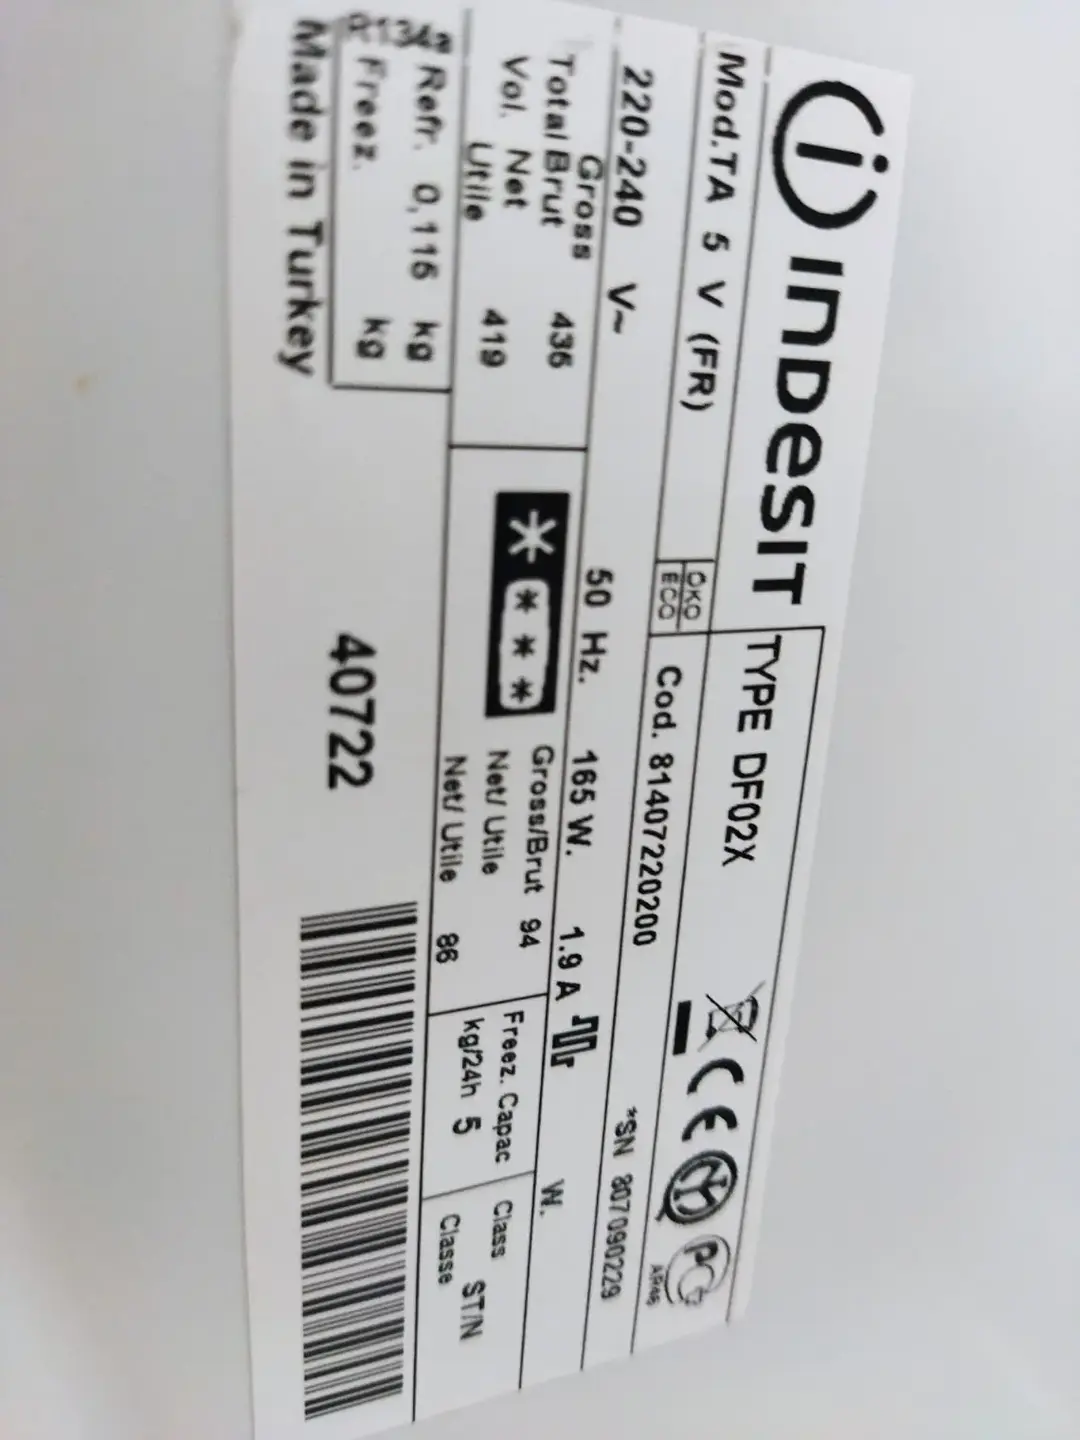 INDESIT TYPE DF02X
Mod.TA 5 V (FR) ÖKO ECO Cod. 81407220200
*SN 807090229
220-240 V~ 50 Hz. 165 W. 1.9 A W.
Gross
Total Brut 436
Vol. Net 419
Utile
Gross/Brut 94
Net/ Utile
Net/ Utile 86
Freez. Capac
kg/24h 5
Class
Classe ST/N
R134a
Refr. 0,116 kg
Freez. kg
Made in Turkey
40722